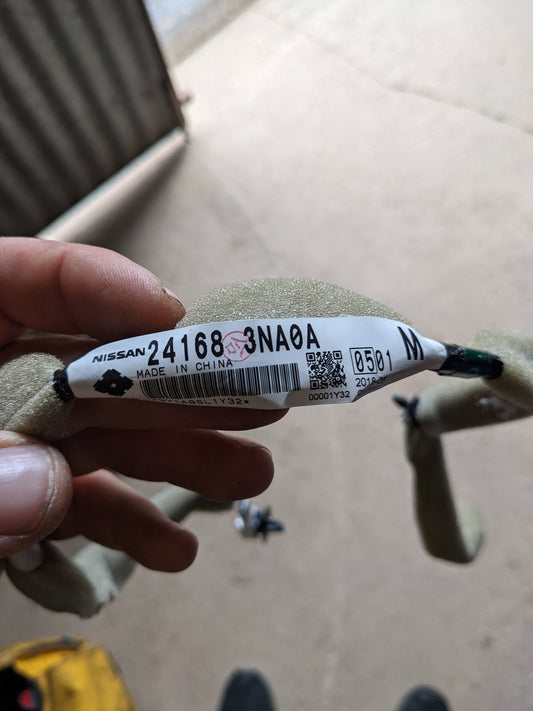 NISSAN 24168 3NA0A M
MADE IN CHINA
0501
00001Y32